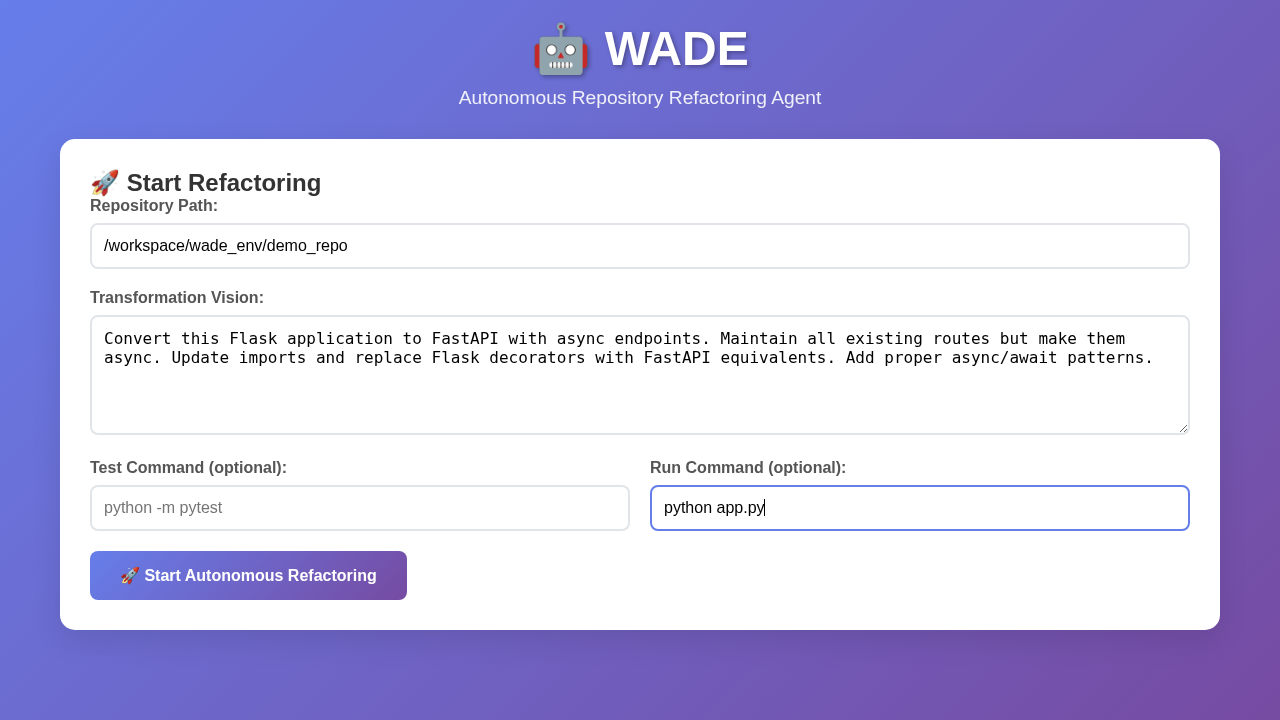 🤖 WADE
Autonomous Repository Refactoring Agent
🚀 Start Refactoring
Repository Path:
/workspace/wade_env/demo_repo
Transformation Vision:
Convert this Flask application to FastAPI with async endpoints. Maintain all existing routes but make them
async. Update imports and replace Flask decorators with FastAPI equivalents. Add proper async/await patterns.
Test Command (optional):
python -m pytest
Run Command (optional):
python app.py
🚀 Start Autonomous Refactoring